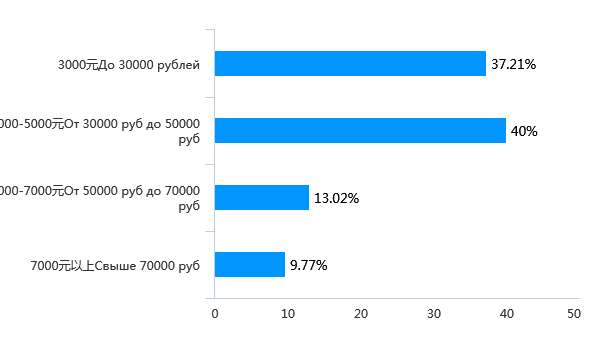 3000元До 30000 рублей
37.21%
000-5000元От 30000 руб до 50000
руб
40%
000-7000元От 50000 руб до 70000
руб
13.02%
7000元以上Свыше 70000 руб
9.77%
0 10 20 30 40 50